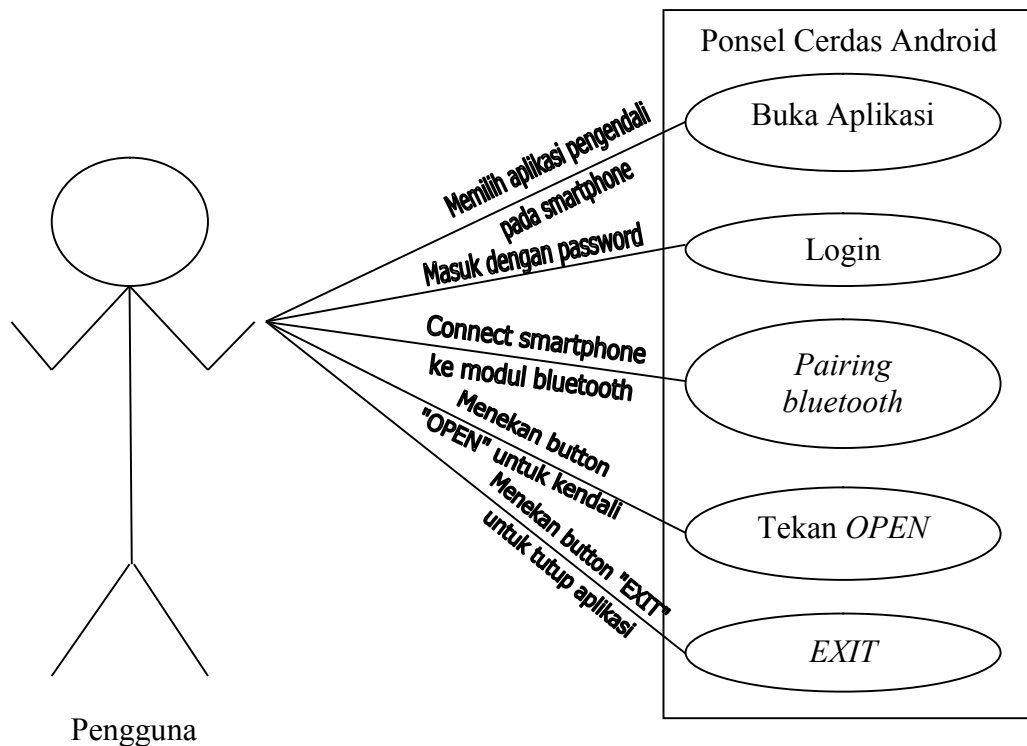 Ponsel Cerdas Android
Buka Aplikasi
Memilih aplikasi pengendali
pada smartphone
Masuk dengan password
Login
Connect smartphone
ke modul bluetooth
Pairing
bluetooth
Menekan button
"OPEN" untuk kendali
Tekan OPEN
Menekan button "EXIT"
untuk tutup aplikasi
EXIT
Pengguna